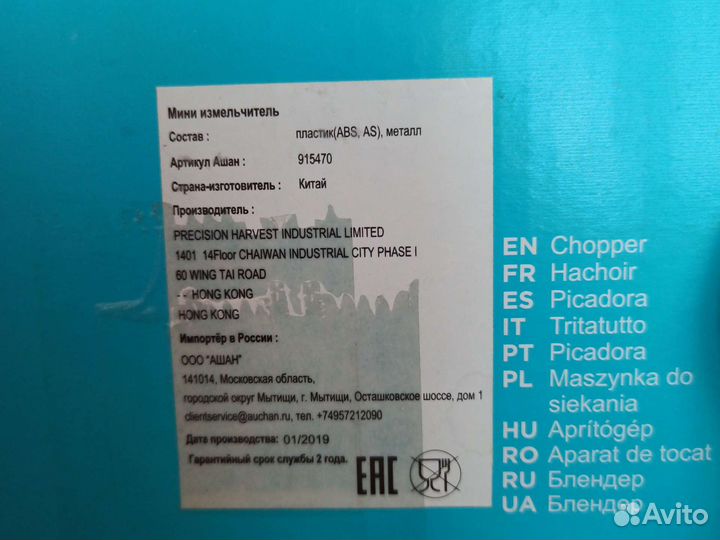 Мини измельчитель
Состав : пластик(ABS, AS), металл
Артикул Ашан : 915470
Страна-изготовитель : Китай
Производитель :
PRECISION HARVEST INDUSTRIAL LIMITED
1401 14Floor CHAIWAN INDUSTRIAL CITY PHASE I
60 WING TAI ROAD
- - HONG KONG
HONG KONG
Импортёр в России :
ООО "АШАН"
141014, Московская область,
городской округ Мытищи, г. Мытищи, Осташковское шоссе, дом 1
clientservice@auchan.ru, тел. +74957212090
Дата производства: 01/2019
Гарантийный срок службы 2 года.
EAC
EN Chopper
FR Hachoir
ES Picadora
IT Tritatutto
PT Picadora
PL Maszynka do
siekania
HU Aprítógép
RO Aparat de tocat
RU Блендер
UA Блендер
Avito